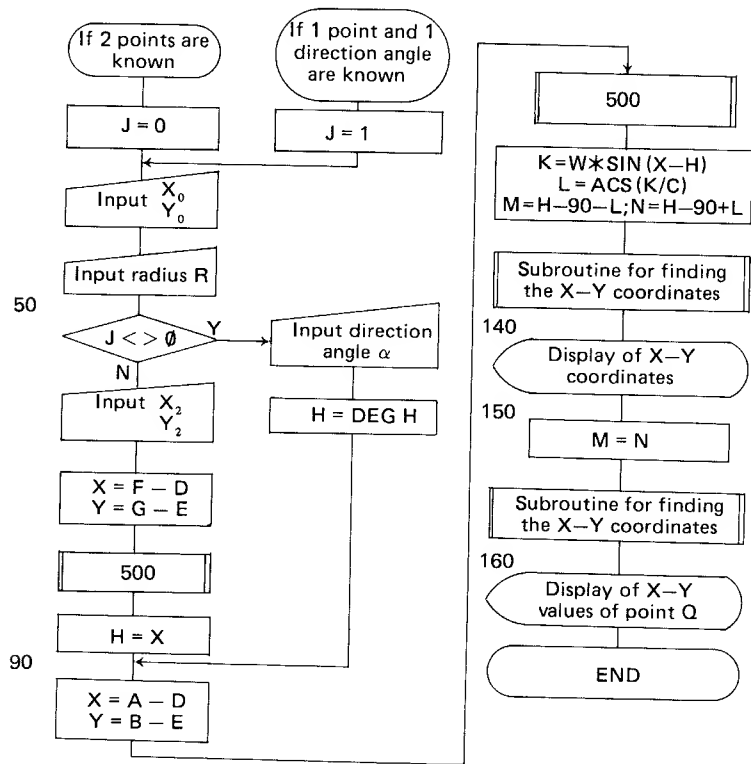 If 2 points are
known
If 1 point and 1
direction angle
are known
J = 0
J = 1
Input X₀
Y₀
Input radius R
50
J < > Ø
Y
N
Input direction
angle α
Input X₂
Y₂
H = DEG H
X = F – D
Y = G – E
500
H = X
90
X = A – D
Y = B – E
500
K=W*SIN (X–H)
L = ACS (K/C)
M=H–90–L; N=H–90+L
Subroutine for finding
the X–Y coordinates
140
Display of X–Y
coordinates
150
M = N
Subroutine for finding
the X–Y coordinates
160
Display of X–Y
values of point Q
END